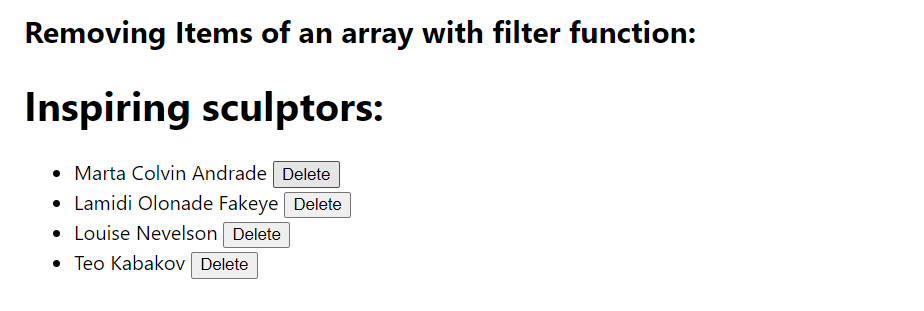 Removing Items of an array with filter function:
Inspiring sculptors:
Marta Colvin Andrade Delete
Lamidi Olonade Fakeye Delete
Louise Nevelson Delete
Teo Kabakov Delete